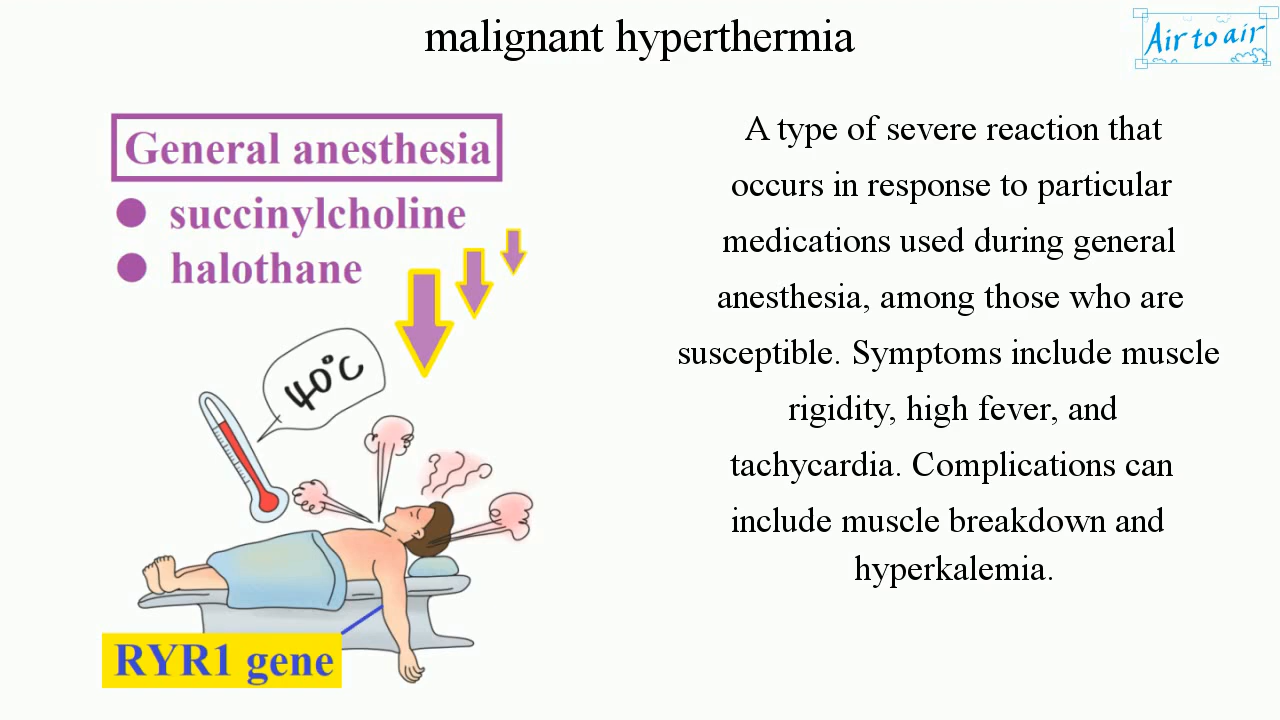 malignant hyperthermia
Air to air
General anesthesia
● succinylcholine
● halothane
40°C
RYR1 gene
A type of severe reaction that
occurs in response to particular
medications used during general
anesthesia, among those who are
susceptible. Symptoms include muscle
rigidity, high fever, and
tachycardia. Complications can
include muscle breakdown and
hyperkalemia.